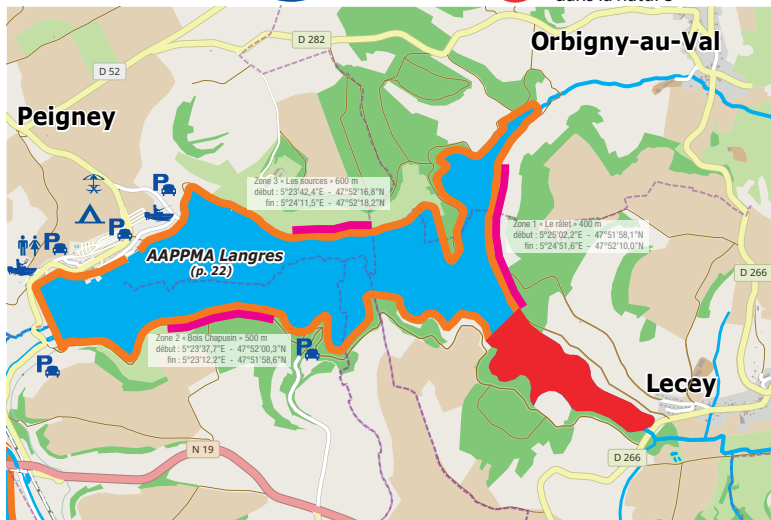 dans la nature
Orbigny-au-Val
D 282
D 52
Peigney
Zone 3 « Les sources » 600 m
début : 5°23'42,4"E - 47°52'16,8"N
fin : 5°24'11,5"E - 47°52'18,2"N
Zone 1 « Le râlet » 400 m
début : 5°25'02,2"E - 47°51'58,1"N
fin : 5°24'51,6"E - 47°52'10,0"N
AAPPMA Langres
(p. 22)
D 266
Zone 2 « Bois Chapusin » 500 m
début : 5°23'37,7"E - 47°52'00,3"N
fin : 5°23'12,2"E - 47°51'58,6"N
P
P
P
P
P
Lecey
N 19
D 266